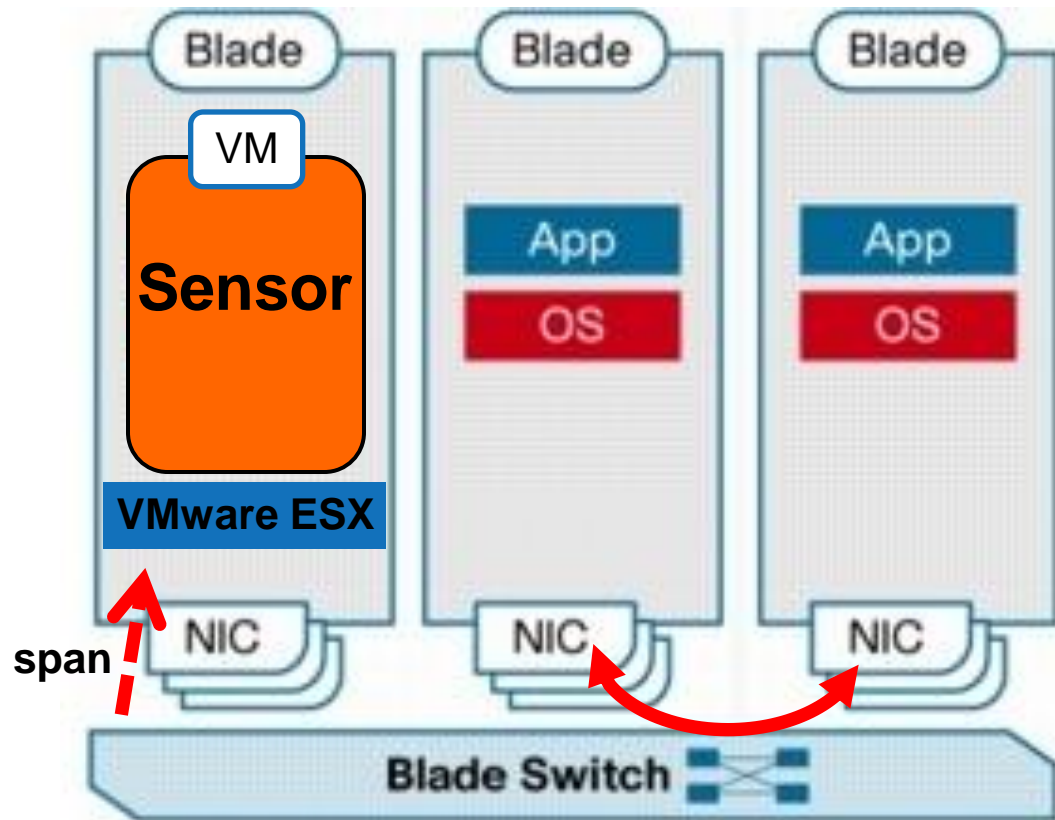 Blade
Blade
Blade
VM
Sensor
VMware ESX
App
OS
App
OS
span
NIC
NIC
NIC
Blade Switch